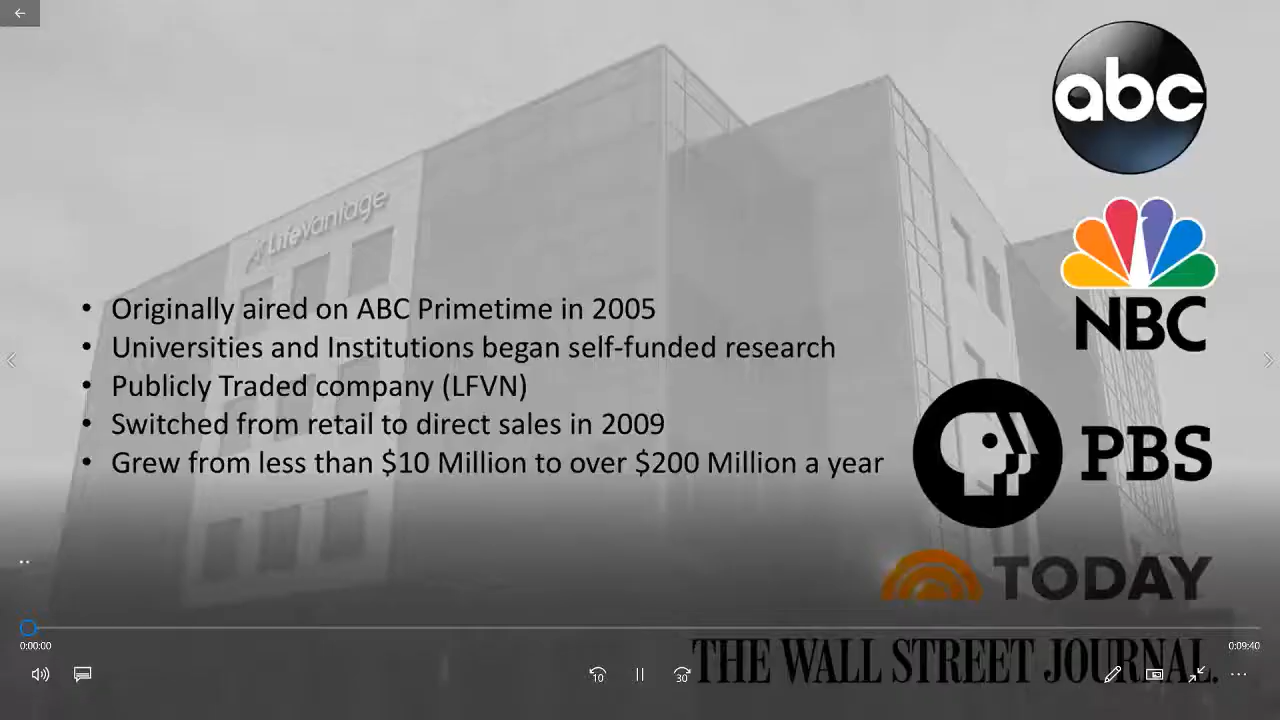 abc
LifeVantage
NBC
• Originally aired on ABC Primetime in 2005
• Universities and Institutions began self-funded research
• Publicly Traded company (LFVN)
• Switched from retail to direct sales in 2009
• Grew from less than $10 Million to over $200 Million a year
PBS
TODAY
0:00:00
0:09:40
THE WALL STREET JOURNAL.
10
30